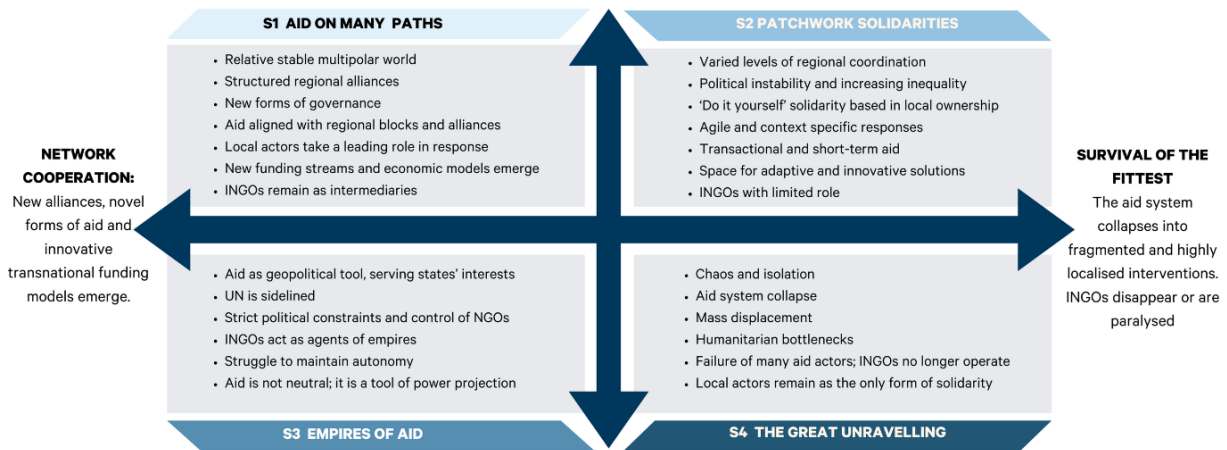 S1 AID ON MANY PATHS
• Relative stable multipolar world
• Structured regional alliances
• New forms of governance
• Aid aligned with regional blocks and alliances
• Local actors take a leading role in response
• New funding streams and economic models emerge
• INGOs remain as intermediaries
S2 PATCHWORK SOLIDARITIES
• Varied levels of regional coordination
• Political instability and increasing inequality
• ‘Do it yourself’ solidarity based in local ownership
• Agile and context specific responses
• Transactional and short-term aid
• Space for adaptive and innovative solutions
• INGOs with limited role
NETWORK
COOPERATION:
New alliances, novel
forms of aid and
innovative
transnational funding
models emerge.
SURVIVAL OF THE
FITTEST
The aid system
collapses into
fragmented and highly
localised interventions.
INGOs disappear or are
paralysed
• Aid as geopolitical tool, serving states’ interests
• UN is sidelined
• Strict political constraints and control of NGOs
• INGOs act as agents of empires
• Struggle to maintain autonomy
• Aid is not neutral; it is a tool of power projection
S3 EMPIRES OF AID
• Chaos and isolation
• Aid system collapse
• Mass displacement
• Humanitarian bottlenecks
• Failure of many aid actors; INGOs no longer operate
• Local actors remain as the only form of solidarity
S4 THE GREAT UNRAVELLING